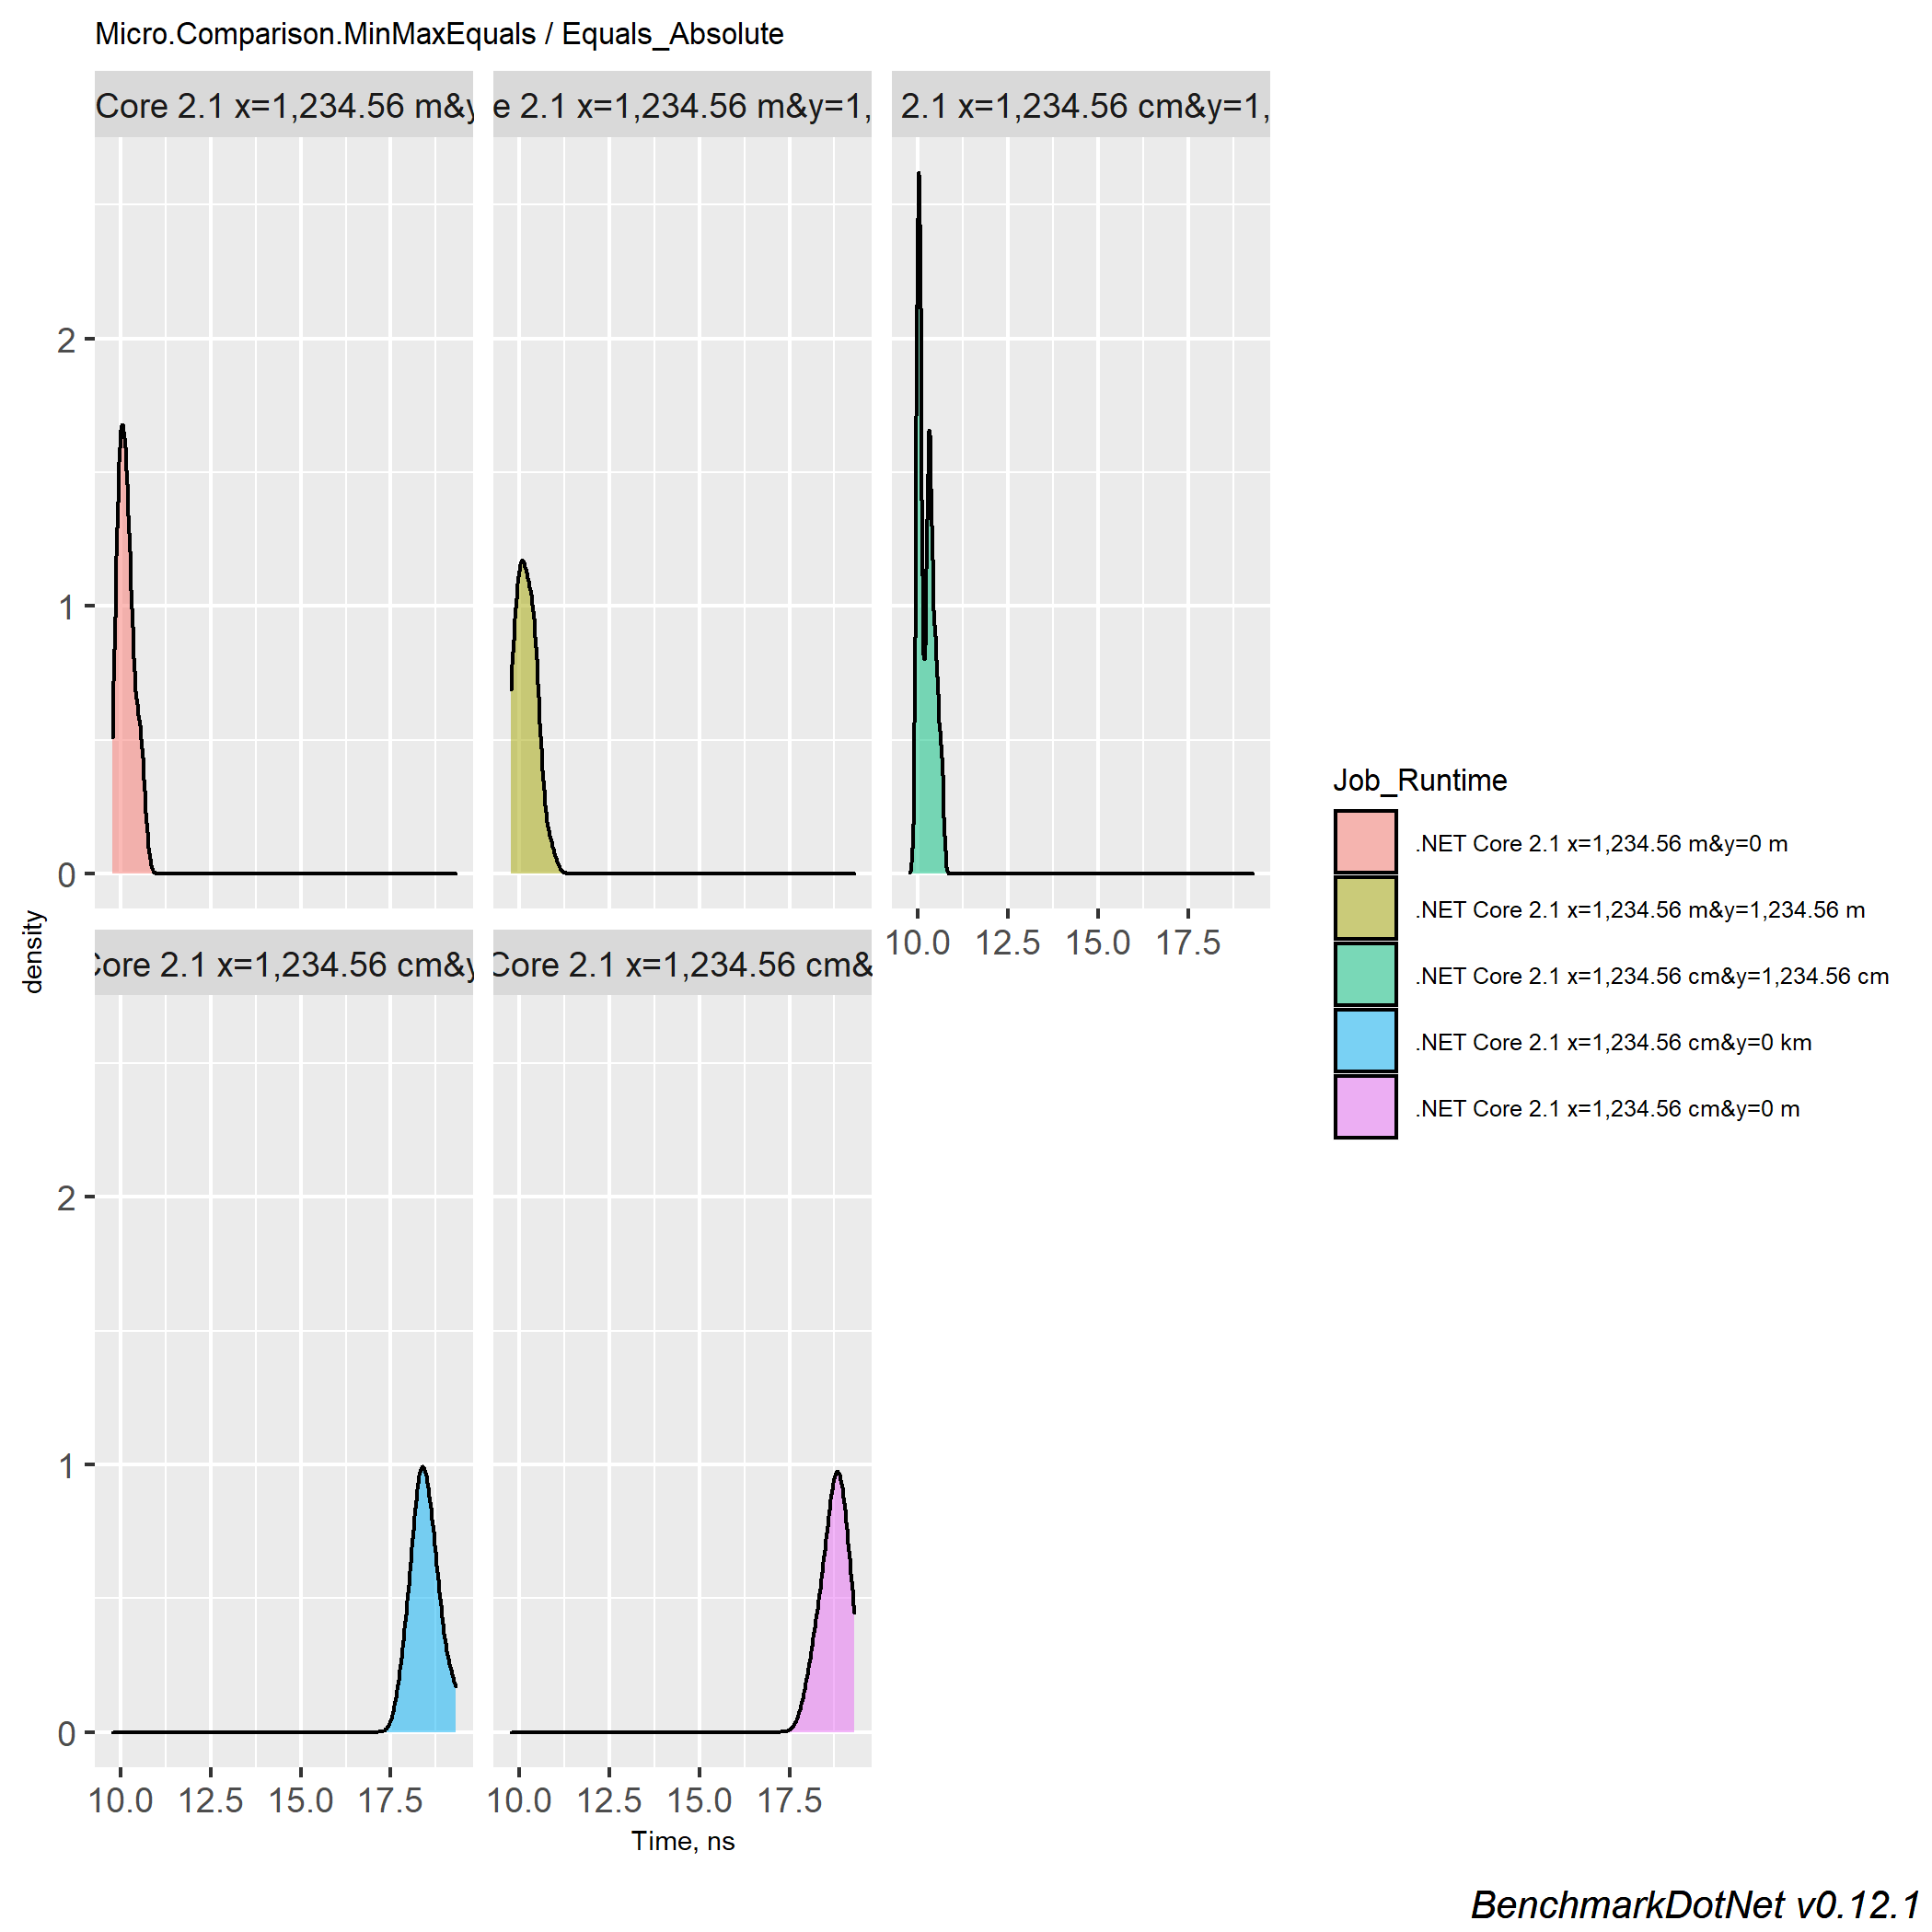 Micro.Comparison.MinMaxEquals / Equals_Absolute
Core 2.1 x=1,234.56 m&y
e 2.1 x=1,234.56 m&y=1,
2.1 x=1,234.56 cm&y=1,
2
1
0
10.0 12.5 15.0 17.5
density
Core 2.1 x=1,234.56 cm&y
Core 2.1 x=1,234.56 cm&
2
1
0
10.0 12.5 15.0 17.5
10.0 12.5 15.0 17.5
Time, ns
Job_Runtime
.NET Core 2.1 x=1,234.56 m&y=0 m
.NET Core 2.1 x=1,234.56 m&y=1,234.56 m
.NET Core 2.1 x=1,234.56 cm&y=1,234.56 cm
.NET Core 2.1 x=1,234.56 cm&y=0 km
.NET Core 2.1 x=1,234.56 cm&y=0 m
BenchmarkDotNet v0.12.1